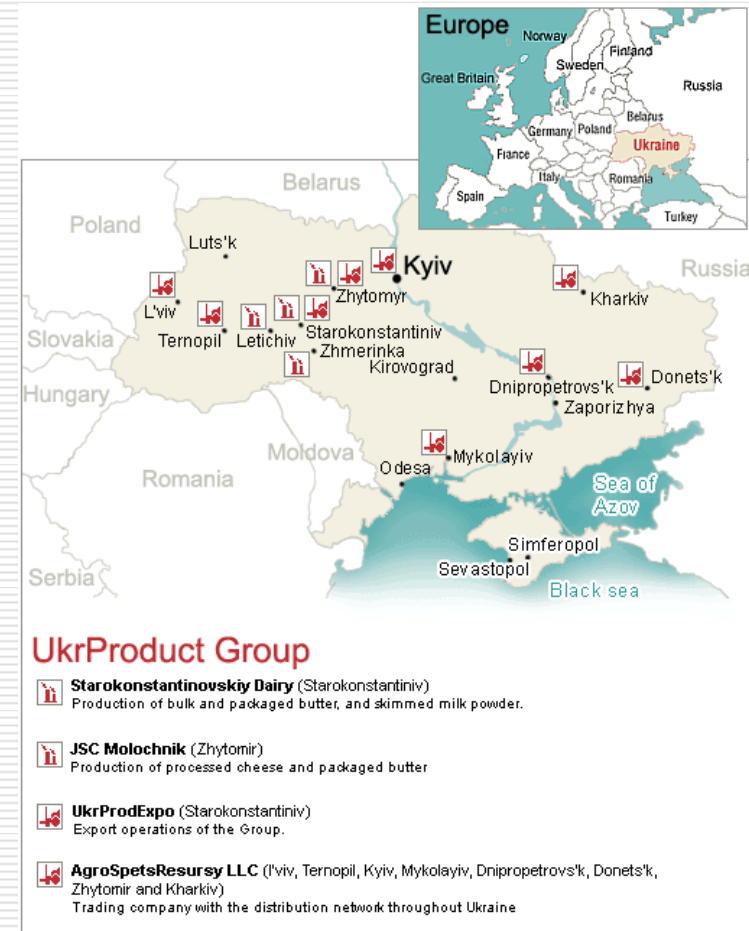 Europe
Norway
Finland
Sweden
Great Britain
Russia
Belarus
Germany
Poland
Ukraine
France
Italy
Romania
Spain
Turkey
Belarus
Poland
Luts'k
Kyiv
Russia
Zhytomyr
Kharkiv
L'viv
Starokonstantiniv
Slovakia
Ternopil
Letichiv
Zhmerinka
Kirovograd
Donets'k
Hungary
Dnipropetrovs'k
Zaporizhya
Moldova
Mykolayiv
Odesa
Romania
Sea of
Azov
Simferopol
Sevastopol
Serbia
Black sea
UkrProduct Group
Starokonstantinovskiy Dairy (Starokonstantiniv)
Production of bulk and packaged butter, and skimmed milk powder.
JSC Molochnik (Zhytomir)
Production of processed cheese and packaged butter
UkrProdExpo (Starokonstantiniv)
Export operations of the Group.
AgroSpetsResursy LLC (l'viv, Ternopil, Kyiv, Mykolayiv, Dnipropetrovs'k, Donets'k,
Zhytomir and Kharkiv)
Trading company with the distribution network throughout Ukraine